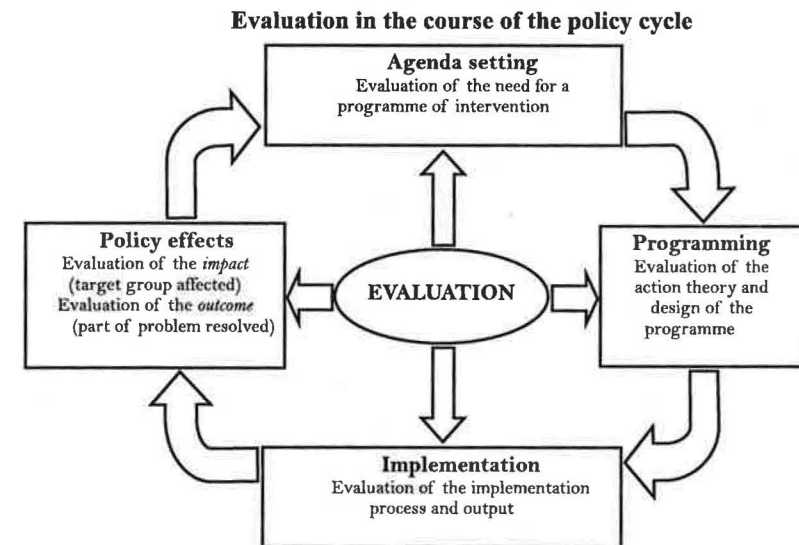 Evaluation in the course of the policy cycle
Agenda setting
Evaluation of the need for a
programme of intervention
Policy effects
Evaluation of the impact
(target group affected)
Evaluation of the outcome
(part of problem resolved)
EVALUATION
Programming
Evaluation of the
action theory and
design of the
programme
Implementation
Evaluation of the implementation
process and output